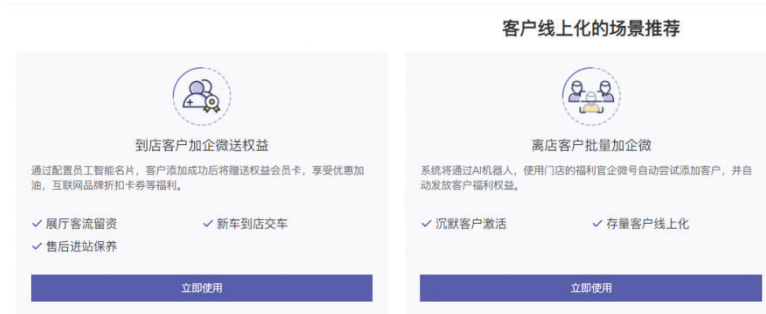 客户线上化的场景推荐
到店客户加企微送权益
通过配置员工智能名片，客户添加成功后将赠送权益会员卡，享受优惠加
油，互联网品牌折扣卡券等福利。
展厅客流留资
新车到店交车
售后进站保养
立即使用
离店客户批量加企微
系统将通过AI机器人，使用门店的福利官企微号自动尝试添加客户，并自
动发放客户福利权益。
沉默客户激活
存量客户线上化
立即使用